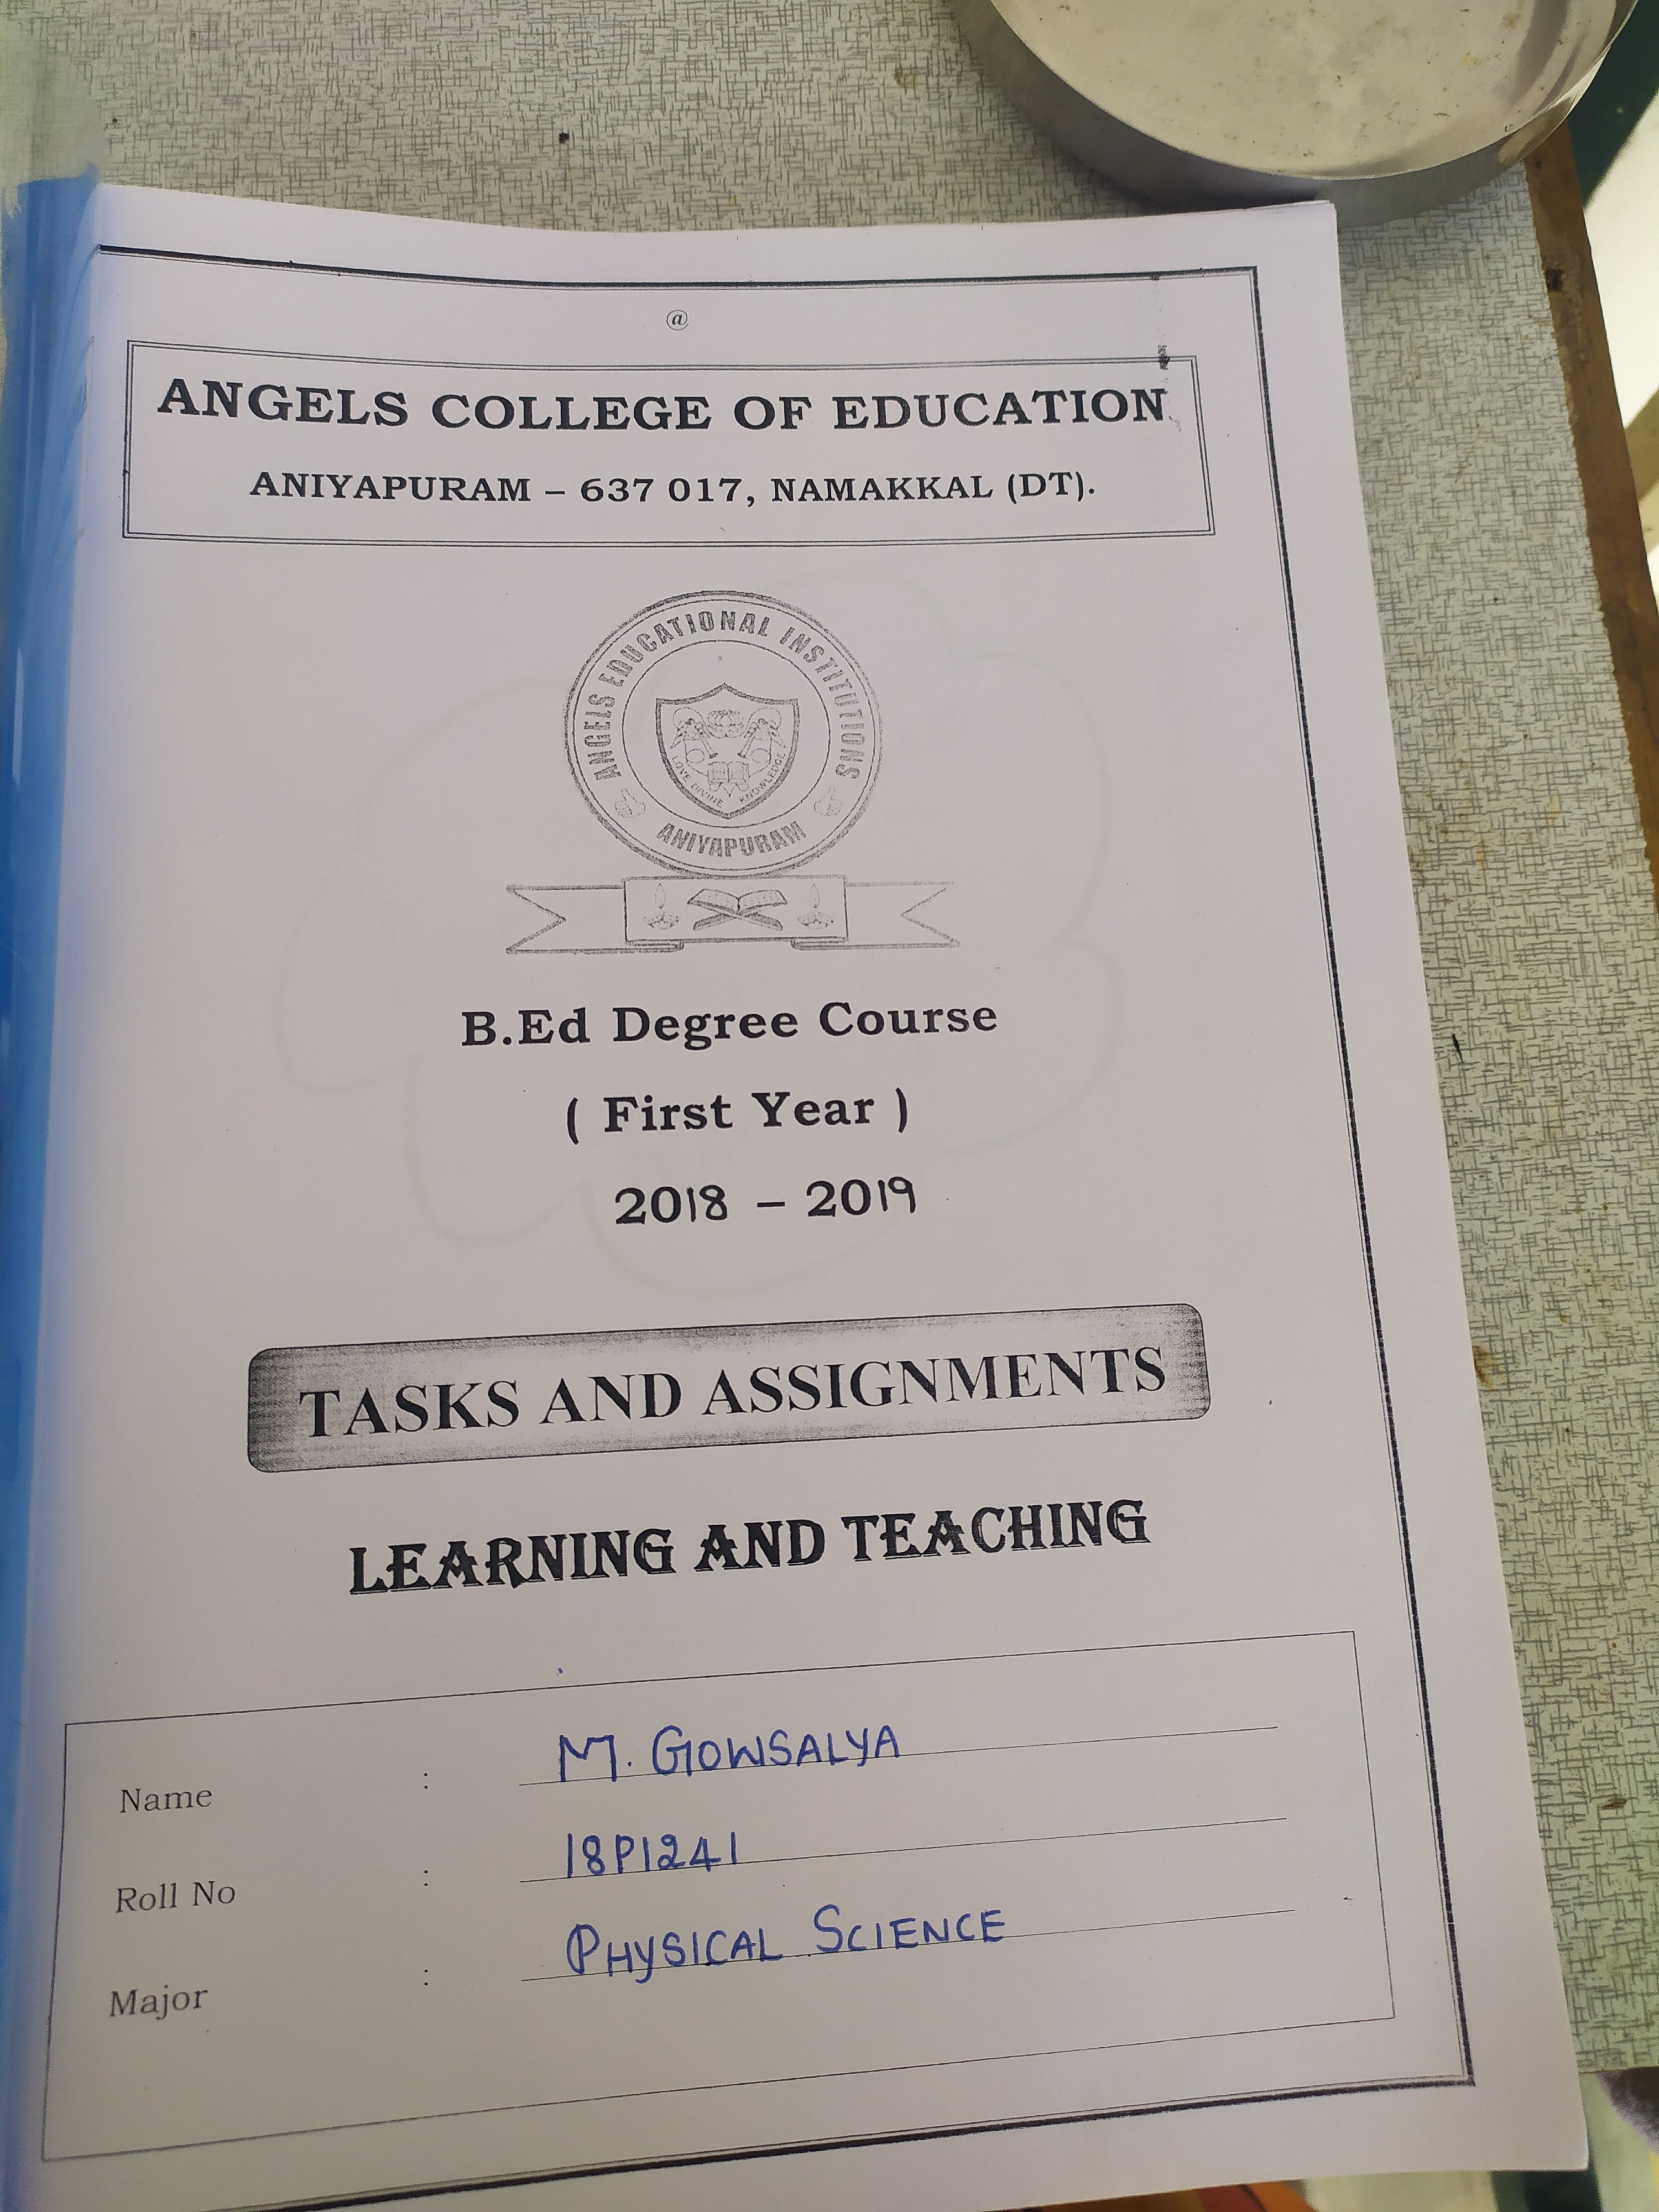 @
ANGELS COLLEGE OF EDUCATION
ANIYAPURAM – 637 017, NAMAKKAL (DT).
ANGELS EDUCATIONAL INSTITUTIONS
LOVE DIVINE KNOWLEDGE
ANIYAPURAM
B.Ed Degree Course
( First Year )
2018 – 2019
TASKS AND ASSIGNMENTS
LEARNING AND TEACHING
Name : M. GOWSALYA
Roll No : 18P1241
Major : PHYSICAL SCIENCE